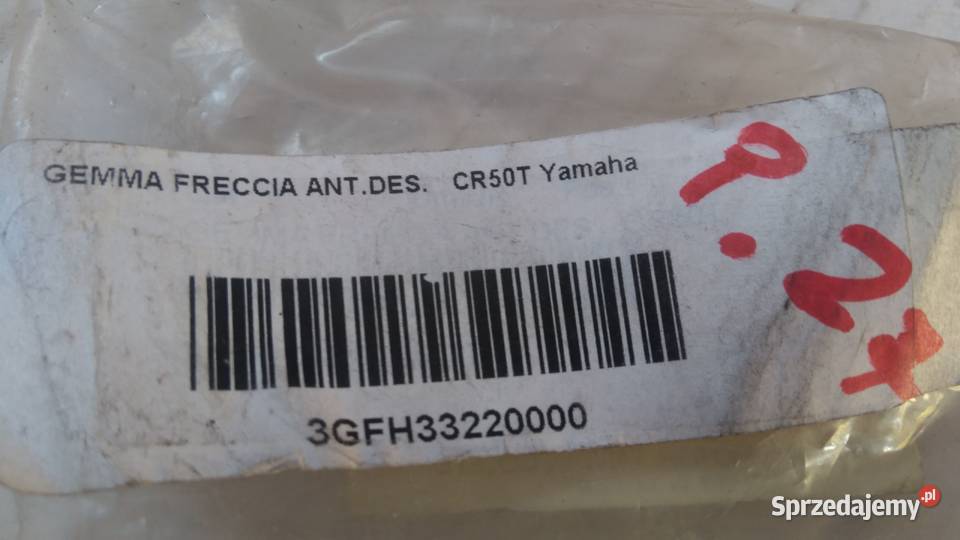 GEMMA FRECCIA ANT.DES. CR50T Yamaha
3GFH33220000
Sprzedajemy.pl